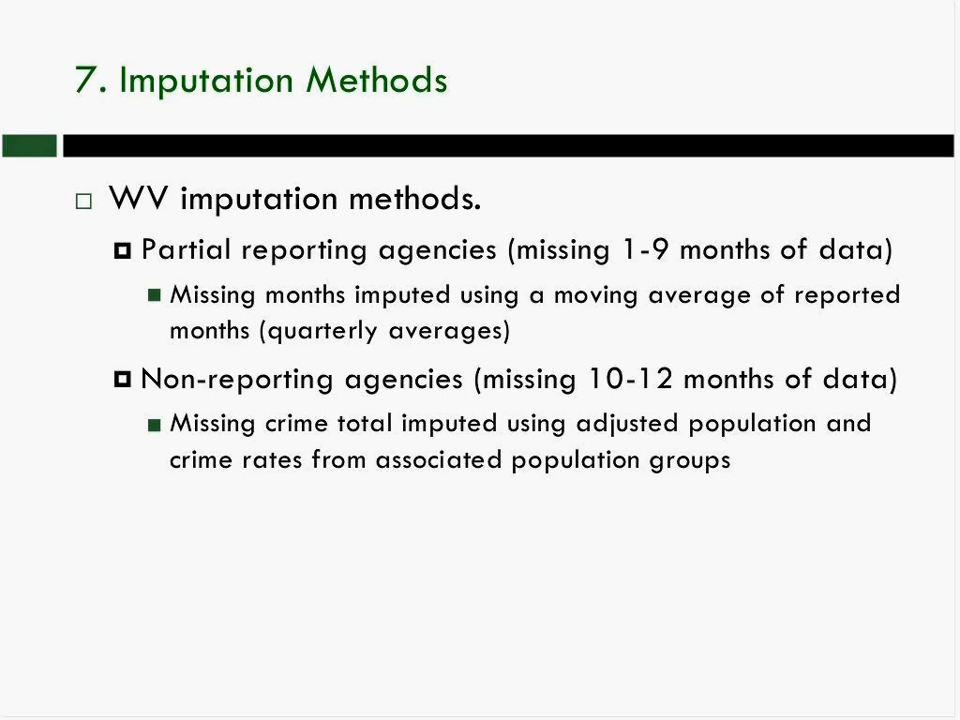 7. Imputation Methods
WV imputation methods.
Partial reporting agencies (missing 1-9 months of data)
Missing months imputed using a moving average of reported
months (quarterly averages)
Non-reporting agencies (missing 10-12 months of data)
Missing crime total imputed using adjusted population and
crime rates from associated population groups